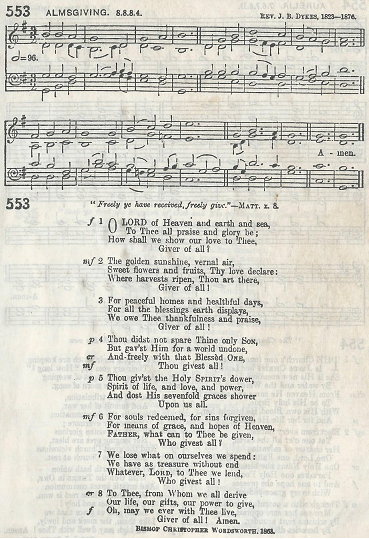 553 ALMSGIVING. 8.8.8.4. REV. J. B. DYKES, 1823—1876.
=96.
A - men.
553 "Freely ye have received, freely give."—MATT. x. 8.
f 1 O LORD of Heaven and earth and sea,
To Thee all praise and glory be;
How shall we show our love to Thee,
Giver of all?
mf 2 The golden sunshine, vernal air,
Sweet flowers and fruits, Thy love declare:
Where harvests ripen, Thou art there,
Giver of all!
3 For peaceful homes and healthful days,
For all the blessings earth displays,
We owe Thee thankfulness and praise,
Giver of all!
p 4 Thou didst not spare Thine only SON,
But gav'st Him for a world undone,
cr And freely with that Blessèd ONE,
mf Thou givest all!
p 5 Thou giv'st the Holy SPIRIT'S dower,
Spirit of life, and love, and power,
And dost His sevenfold graces shower
Upon us all.
mf 6 For souls redeemed, for sins forgiven,
For means of grace, and hopes of Heaven,
FATHER, what can to Thee be given,
Who givest all?
7 We lose what on ourselves we spend:
We have as treasure without end
Whatever, LORD, to Thee we lend,
Who givest all!
cr 8 To Thee, from Whom we all derive
Our life, our gifts, our power to give,
f Oh, may we ever with Thee live,
Giver of all! Amen.
BISHOP CHRISTOPHER WORDSWORTH. 1863.